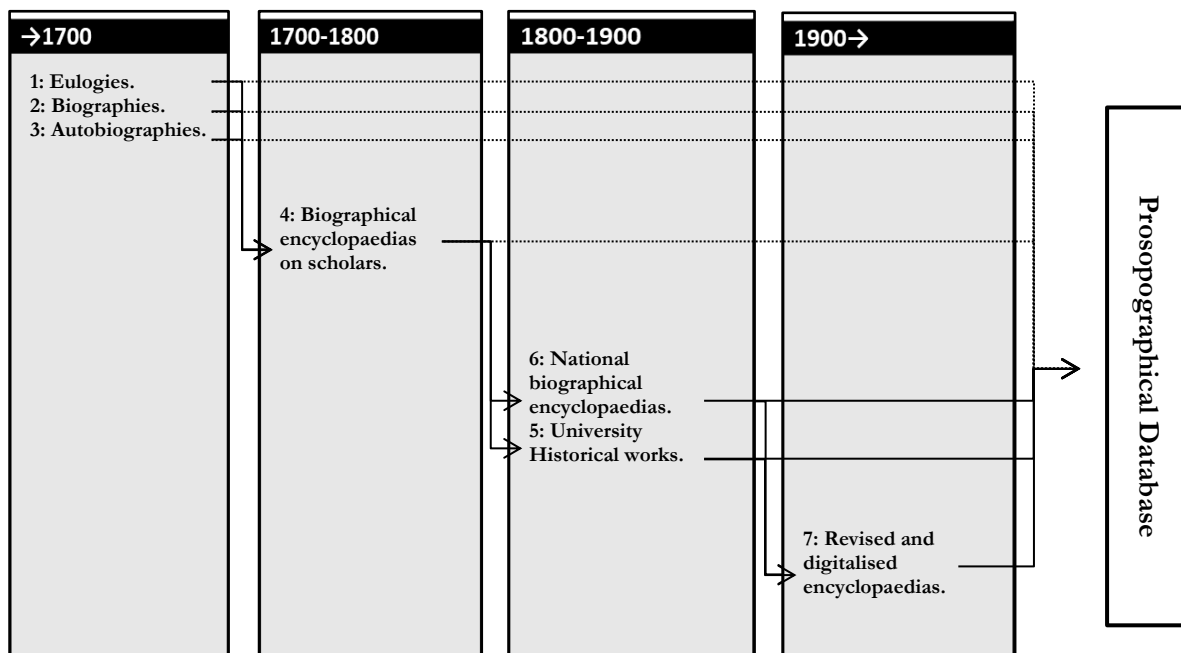 →1700
1: Eulogies.
2: Biographies.
3: Autobiographies.
1700-1800
4: Biographical
encyclopaedias
on scholars.
1800-1900
6: National
biographical
encyclopaedias.
5: University
Historical works.
1900→
7: Revised and
digitalised
encyclopaedias.
Prosopographical Database